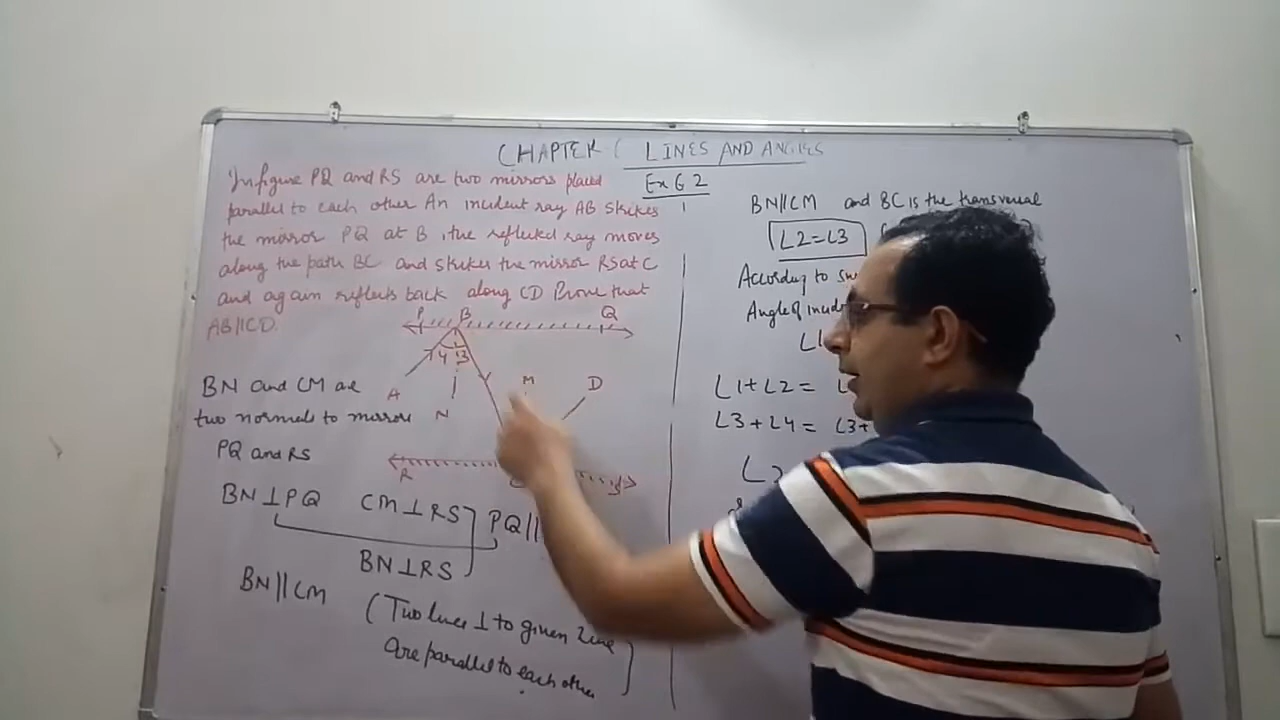 CHAPTER ( LINES AND ANGLES
Ex 6 2
In figure PQ and RS are two mirrors placed
parallel to each other An incident ray AB strikes
the mirror PQ at B , the reflected ray moves
along the path BC and strikes the mirror RS at C
and again reflects back along CD Prove that
AB||CD.
P B Q
4 3
A N M D
R C S
BN and CM are
two normals to mirrors
PQ and RS
BN⊥PQ CM⊥RS PQ||
BN⊥RS
BN||CM
(Two lines ⊥ to given line
are parallel to each other)
BN||CM and BC is the transversal
∠2=∠3
According to
Angle of
∠1
∠1+∠2=
∠3+∠4= ∠3+